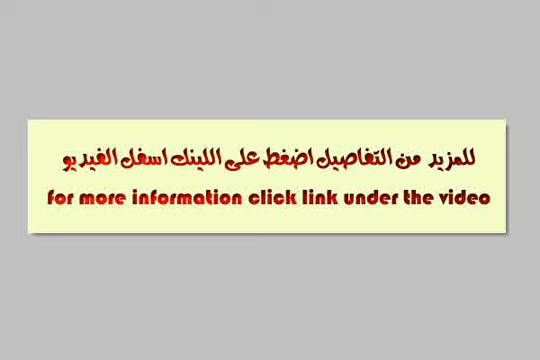 للمزيد من التفاصيل اضغط على اللينك اسفل الفيديو
for more information click link under the video